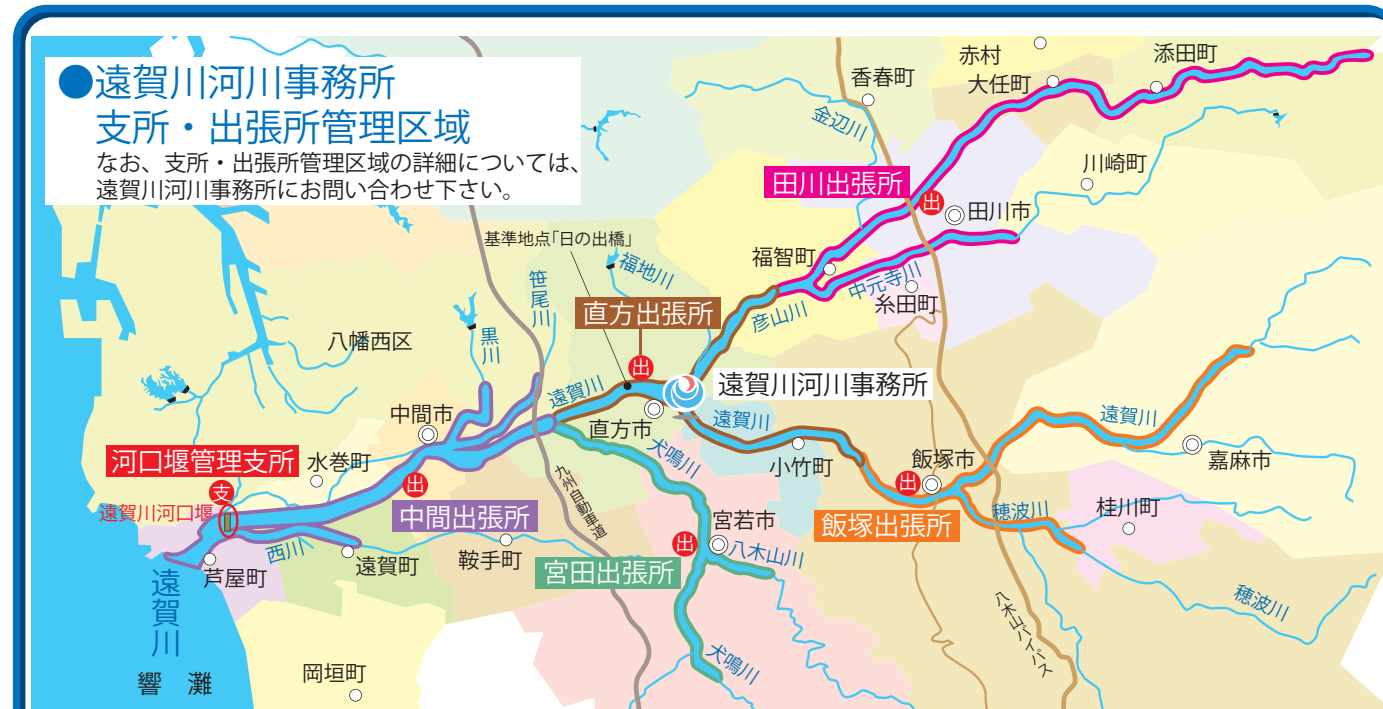 ●遠賀川河川事務所
支所・出張所管理区域
なお、支所・出張所管理区域の詳細については、
遠賀川河川事務所にお問い合わせ下さい。
赤村
添田町
大任町
香春町
金辺川
川崎町
田川出張所
出
田川市
基準地点「日の出橋」
福智町
福地川
中元寺川
糸田町
笹尾川
直方出張所
彦山川
黒川
八幡西区
出
遠賀川河川事務所
遠賀川
中間市
直方市
遠賀川
遠賀川
犬鳴川
小竹町
飯塚市
嘉麻市
河口堰管理支所
水巻町
九州自動車道
支
出
出
遠賀川河口堰
中間出張所
飯塚出張所
穂波川
桂川町
宮若市
出
八木山川
西川
芦屋町
遠賀町
鞍手町
宮田出張所
遠賀川
穂波川
八木山バイパス
犬鳴川
岡垣町
響灘